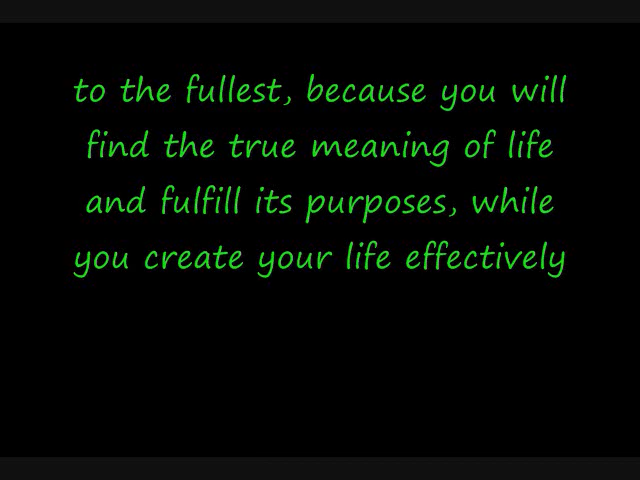 to the fullest, because you will
find the true meaning of life
and fulfill its purposes, while
you create your life effectively